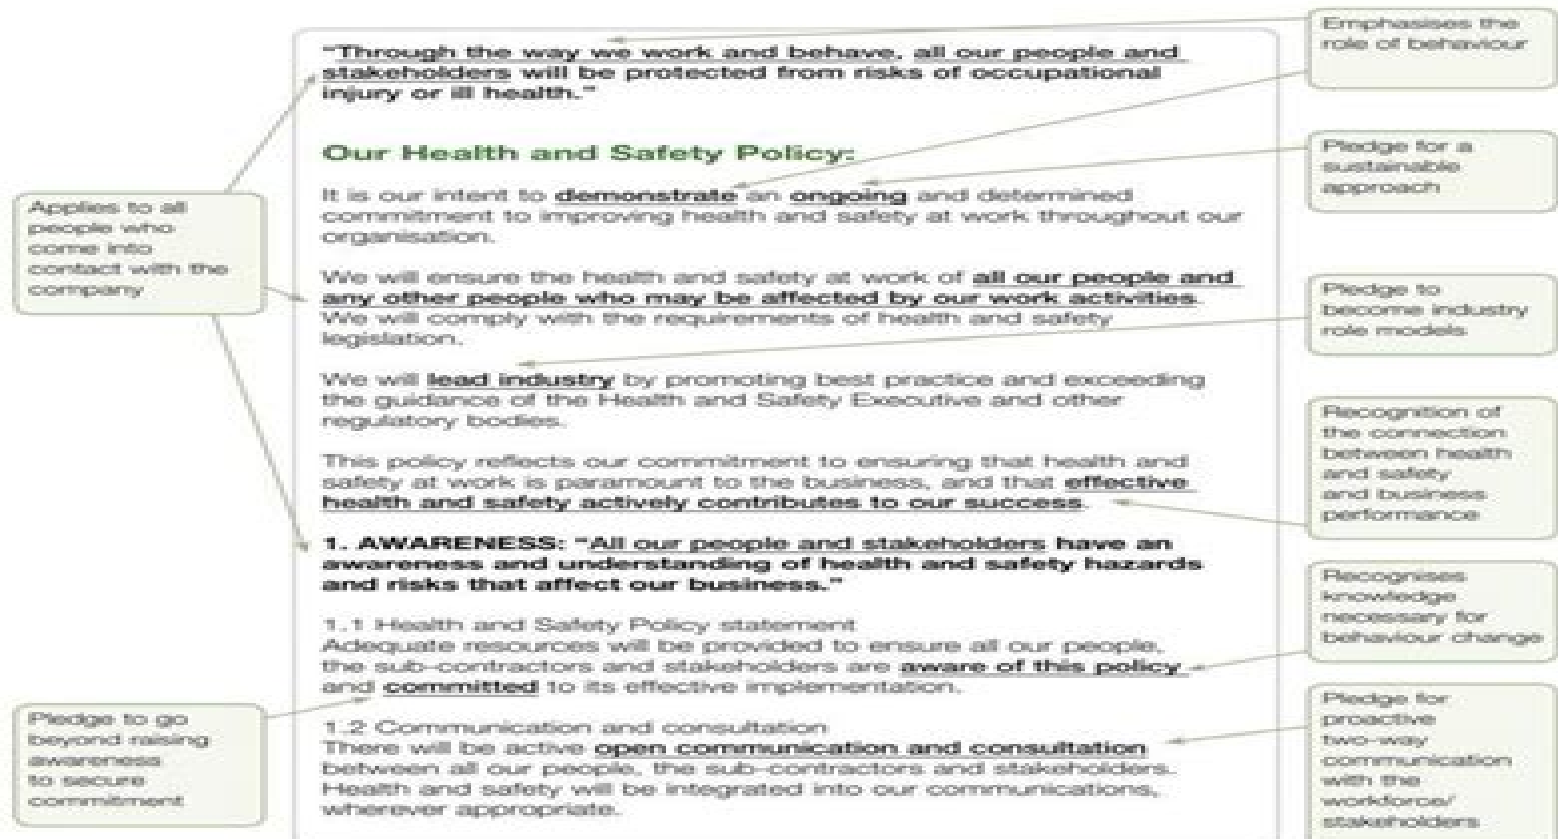 "Through the way we work and behave, all our people and
stakeholders will be protected from risks of occupational
injury or ill health."
Our Health and Safety Policy:
It is our intent to demonstrate an ongoing and determined
commitment to improving health and safety at work throughout our
organisation.
We will ensure the health and safety at work of all our people and
any other people who may be affected by our work activities.
We will comply with the requirements of health and safety
legislation.
We will lead industry by promoting best practice and exceeding
the guidance of the Health and Safety Executive and other
regulatory bodies.
This policy reflects our commitment to ensuring that health and
safety at work is paramount to the business, and that effective
health and safety actively contributes to our success.
1. AWARENESS: "All our people and stakeholders have an
awareness and understanding of health and safety hazards
and risks that affect our business."
1.1 Health and Safety Policy statement
Adequate resources will be provided to ensure all our people,
the sub-contractors and stakeholders are aware of this policy
and committed to its effective implementation.
1.2 Communication and consultation
There will be active open communication and consultation
between all our people, the sub-contractors and stakeholders.
Health and safety will be integrated into our communications,
wherever appropriate.
Applies to all
people who
come into
contact with the
company
Pledge to go
beyond raising
awareness
to secure
commitment
Emphasises the
role of behaviour
Pledge for a
sustainable
approach
Pledge to
become industry
role models
Recognition of
the connection
between health
and safety
and business
performance
Recognises
knowledge
necessary for
behaviour change
Pledge for
proactive
two-way
communication
with the
workforce/
stakeholders